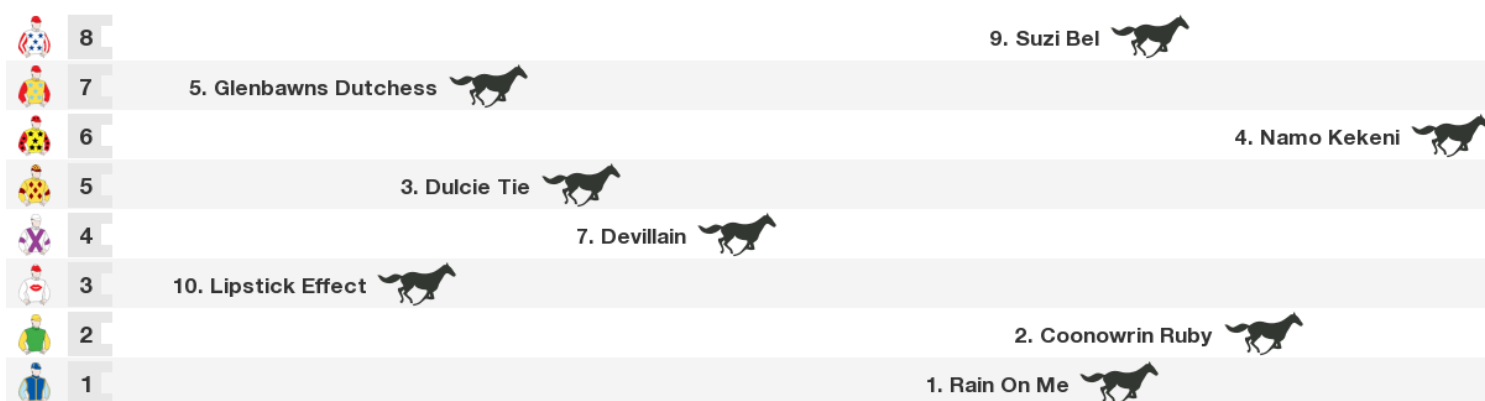 8 9. Suzi Bel
7 5. Glenbawns Dutchess
6 4. Namo Kekeni
5 3. Dulcie Tie
4 7. Devillain
3 10. Lipstick Effect
2 2. Coonowrin Ruby
1 1. Rain On Me